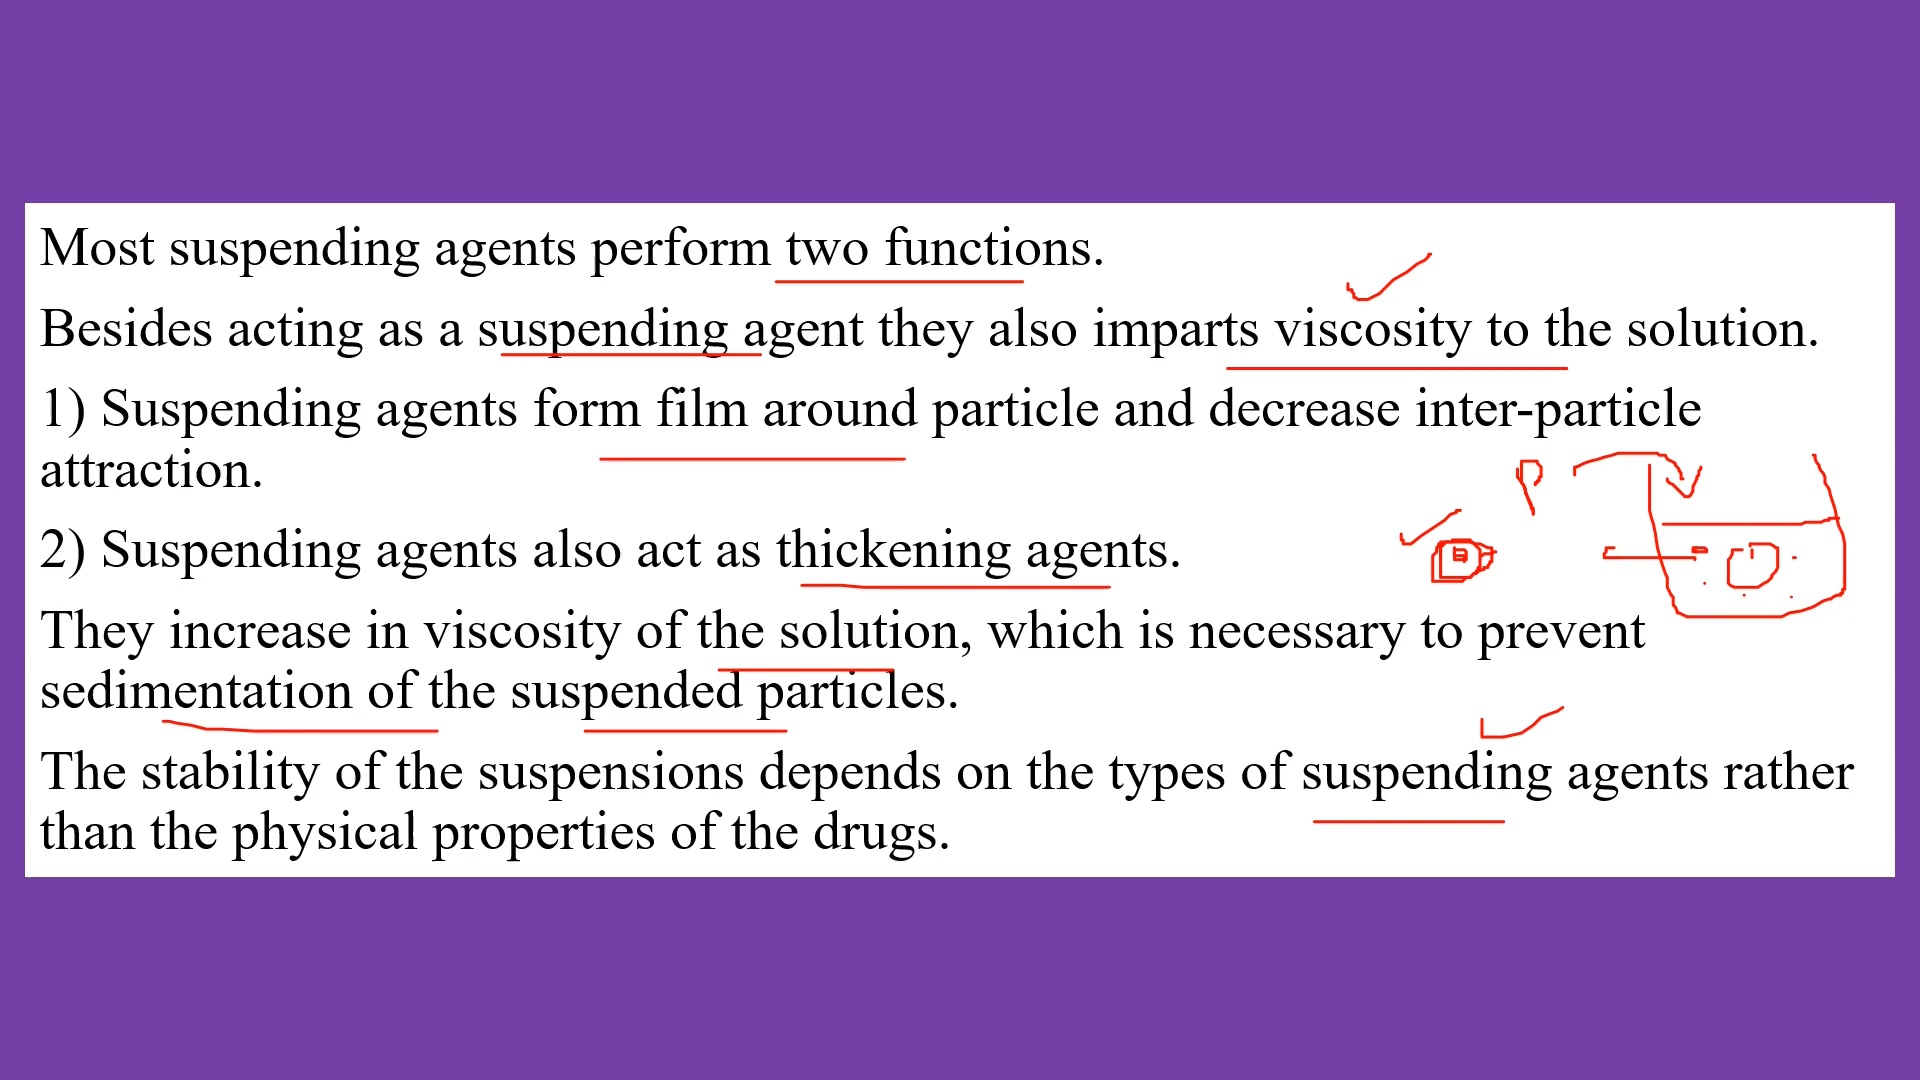 Most suspending agents perform two functions.
Besides acting as a suspending agent they also imparts viscosity to the solution.
1) Suspending agents form film around particle and decrease inter-particle
attraction.
P
2) Suspending agents also act as thickening agents.
They increase in viscosity of the solution, which is necessary to prevent
sedimentation of the suspended particles.
The stability of the suspensions depends on the types of suspending agents rather
than the physical properties of the drugs.